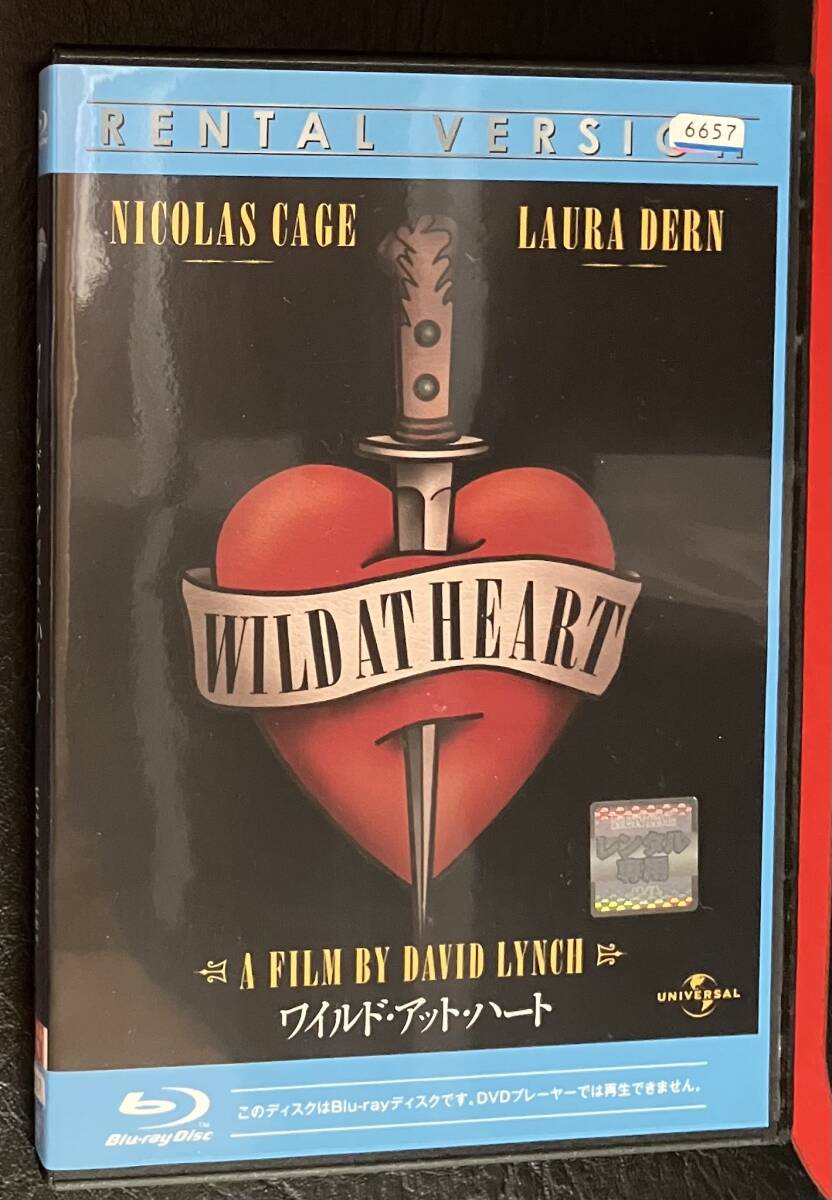 RENTAL VERSI
6657
NICOLAS CAGE
LAURA DERN
WILD AT HEART
RENTAL
レンタル
専用
A FILM BY DAVID LYNCH
ワイルド・アット・ハート
UNIVERSAL
Blu-ray Disc
TM
このディスクはBlu-rayディスクです。DVDプレーヤーでは再生できません。